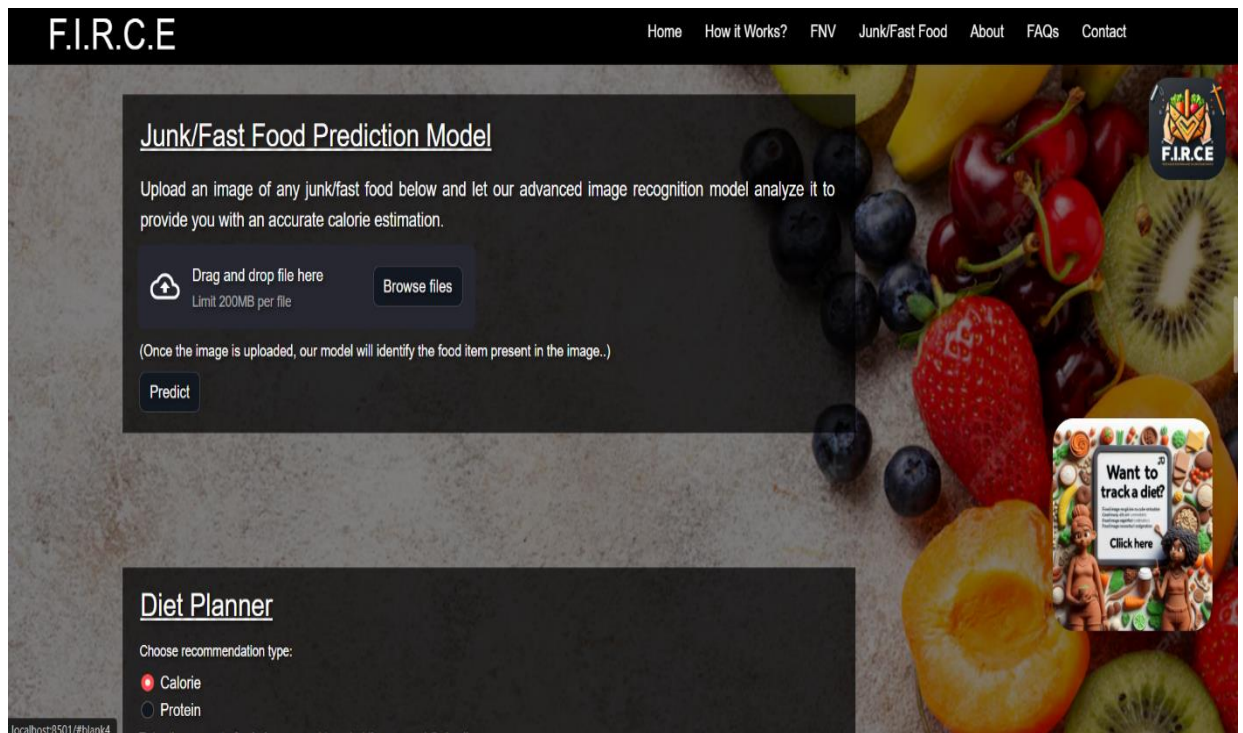 F.I.R.C.E
Home How it Works? FNV Junk/Fast Food About FAQs Contact
F.I.R.CE
Junk/Fast Food Prediction Model
Upload an image of any junk/fast food below and let our advanced image recognition model analyze it to
provide you with an accurate calorie estimation.
Drag and drop file here
Limit 200MB per file
Browse files
(Once the image is uploaded, our model will identify the food item present in the image..)
Predict
Want to
track a diet?
Cliick here
Diet Planner
Choose recommendation type:
Calorie
Protein
localhost:8501/#blank4